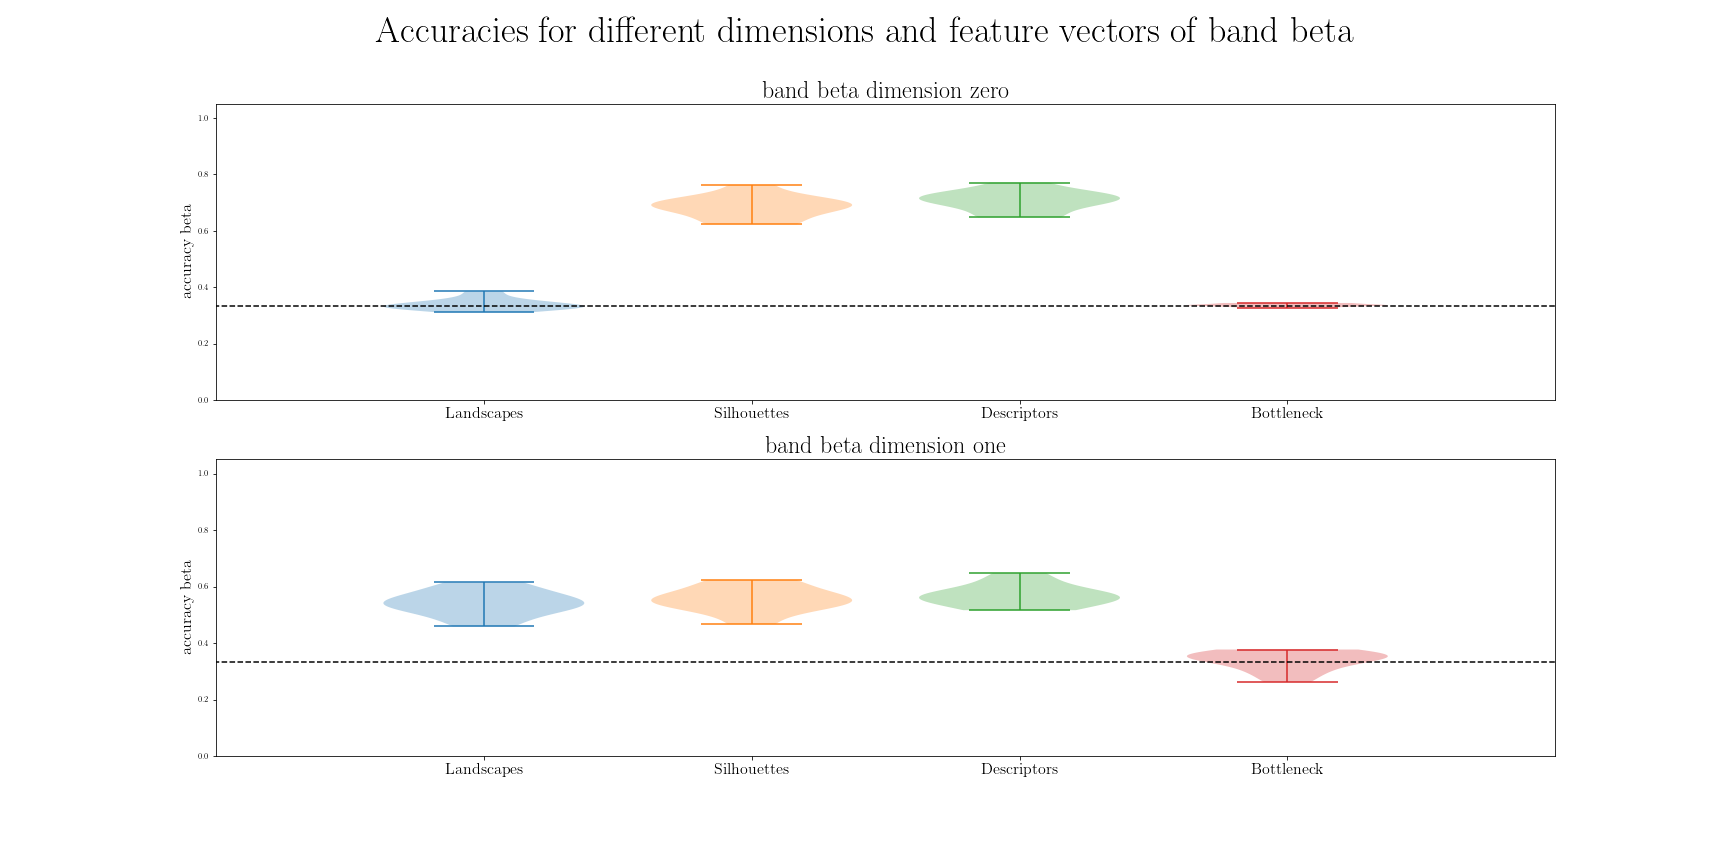 Accuracies for different dimensions and feature vectors of band beta
band beta dimension zero
accuracy beta
1.0
0.8
0.6
0.4
0.2
0.0
Landscapes Silhouettes Descriptors Bottleneck
band beta dimension one
accuracy beta
1.0
0.8
0.6
0.4
0.2
0.0
Landscapes Silhouettes Descriptors Bottleneck